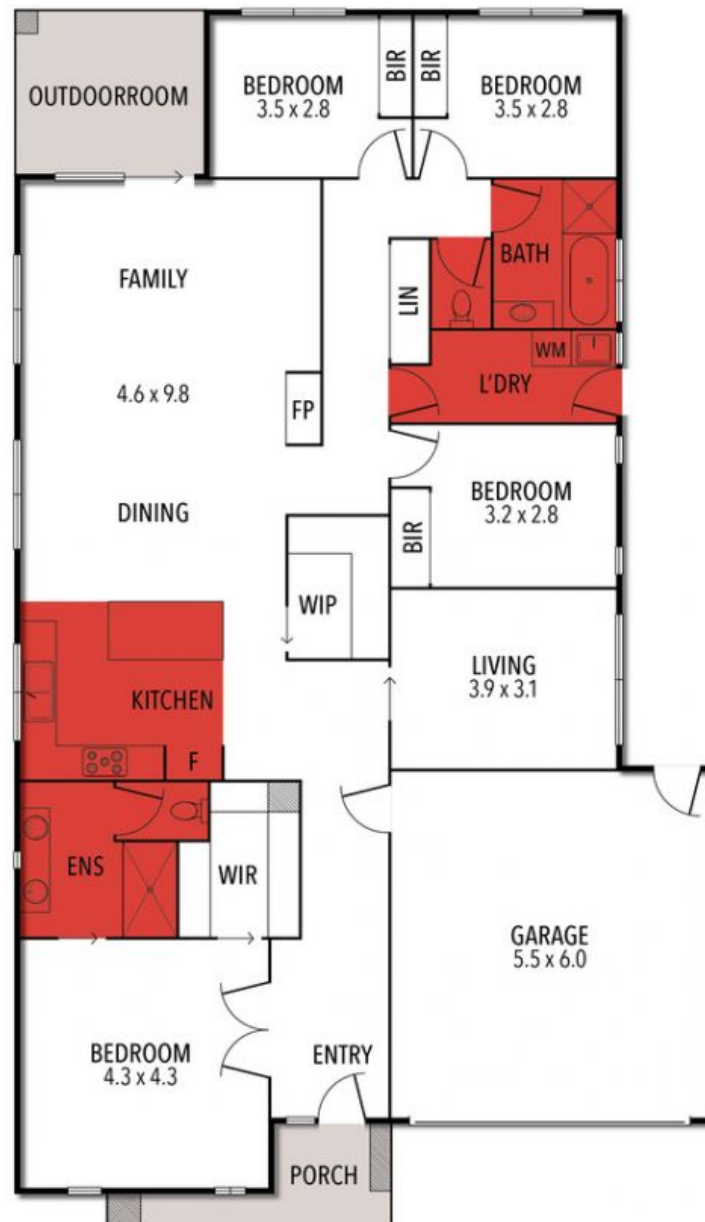 OUTDOORROOM
BEDROOM
3.5 x 2.8
BIR
BIR
BEDROOM
3.5 x 2.8
FAMILY
4.6 x 9.8
DINING
FP
LIN
BATH
WM
L'DRY
BEDROOM
3.2 x 2.8
BIR
WIP
LIVING
3.9 x 3.1
KITCHEN
F
ENS
WIR
GARAGE
5.5 x 6.0
BEDROOM
4.3 x 4.3
ENTRY
PORCH